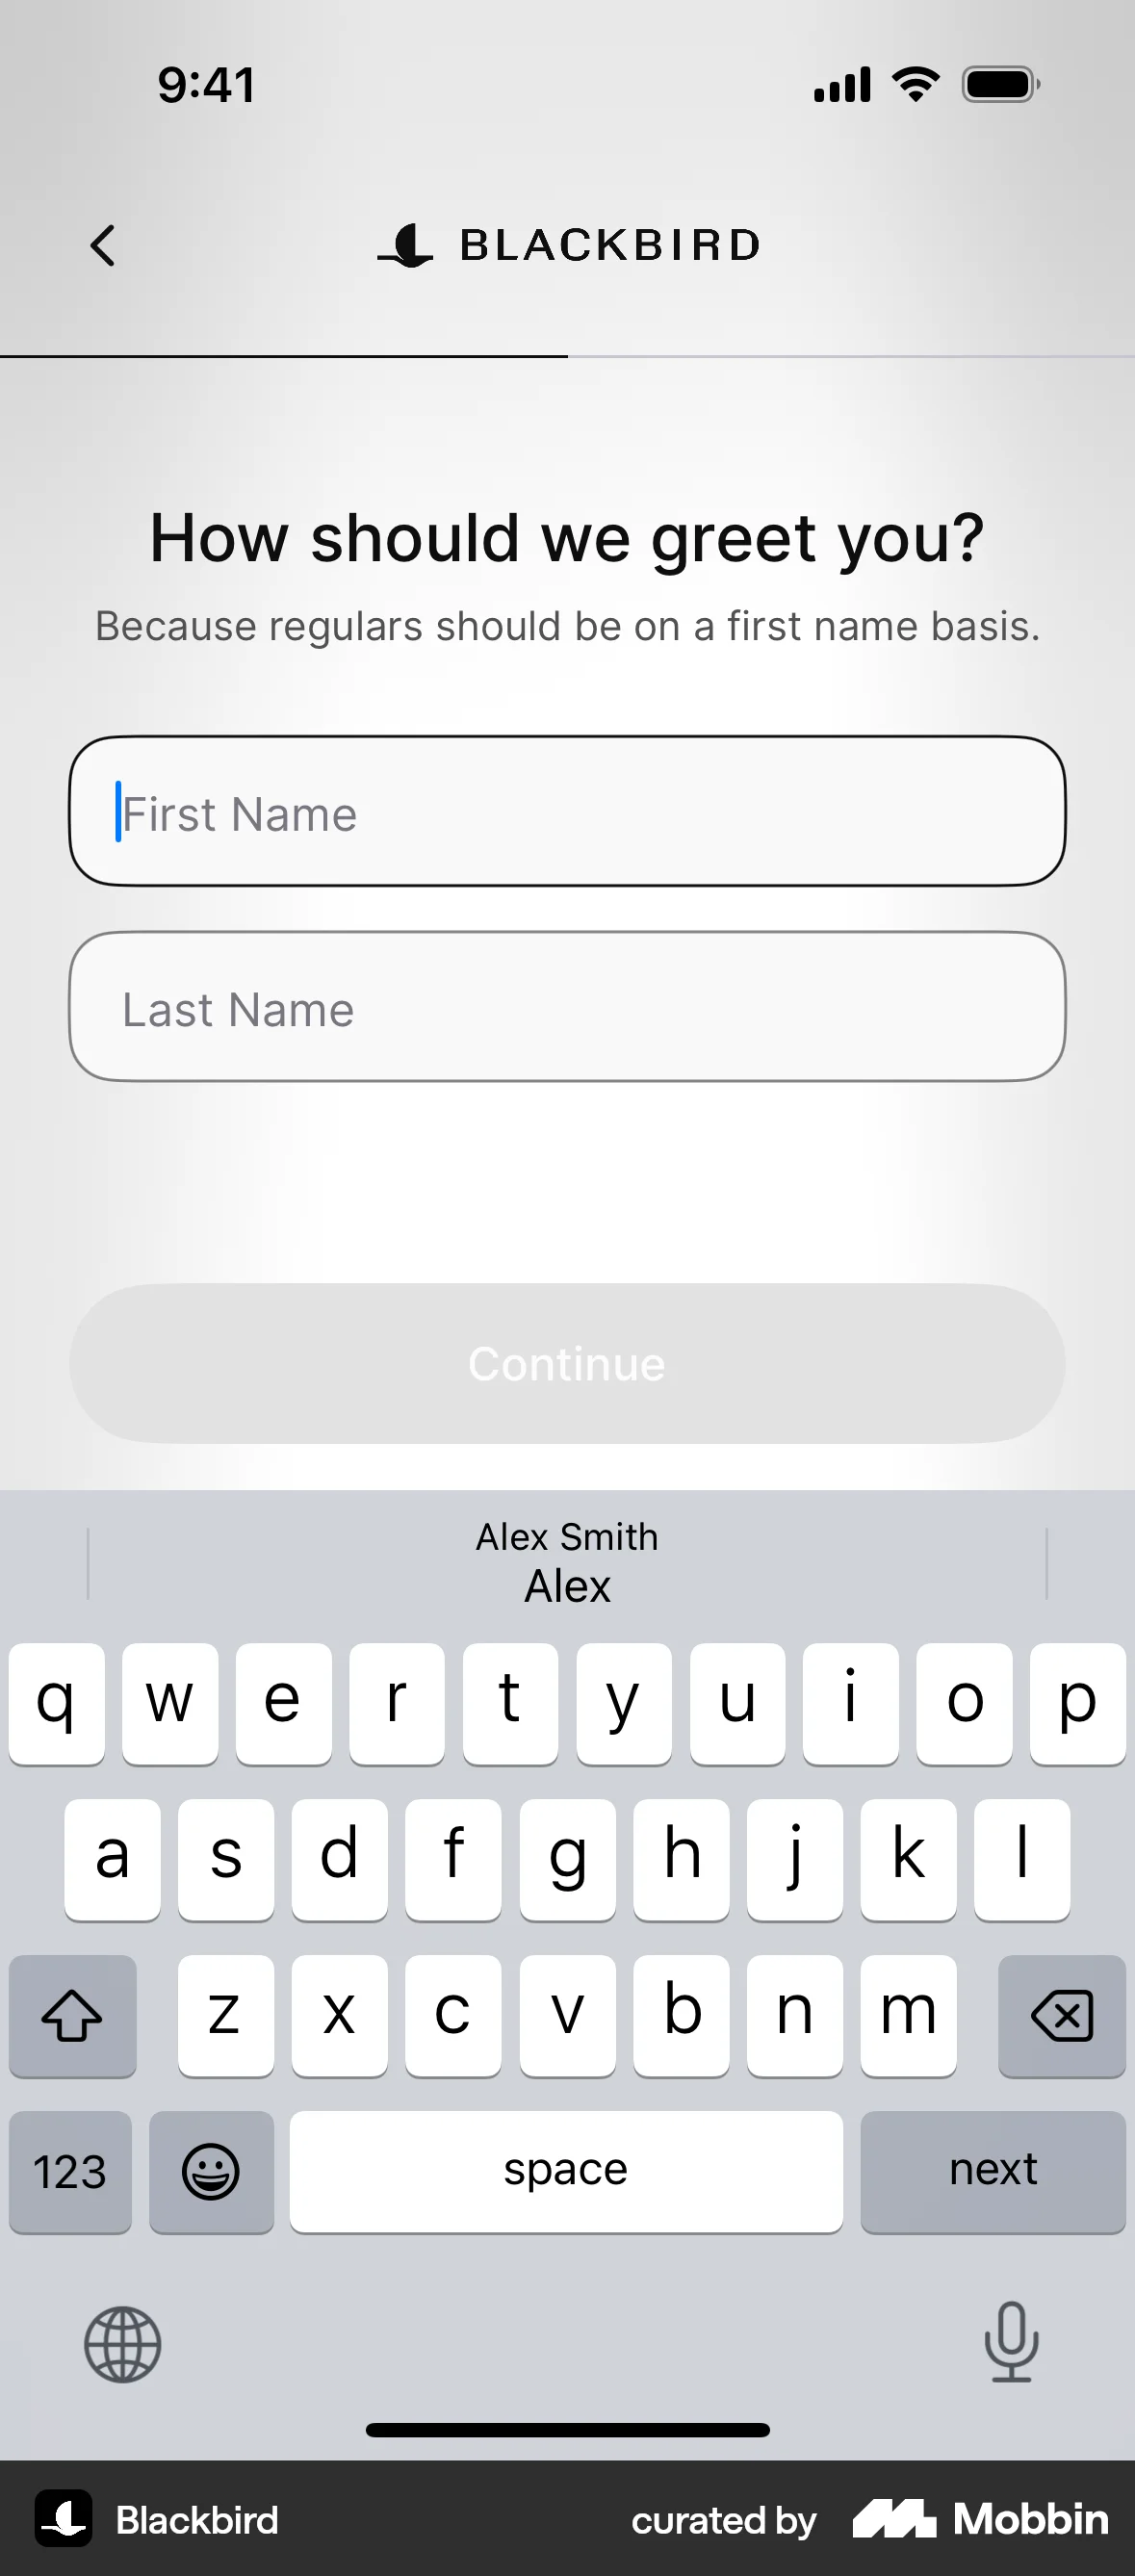 9:41
BLACKBIRD
How should we greet you?
Because regulars should be on a first name basis.
First Name
Last Name
Continue
Alex Smith
Alex
q w e r t y u i o p
a s d f g h j k l
z x c v b n m
123 space next
Blackbird curated by Mobbin